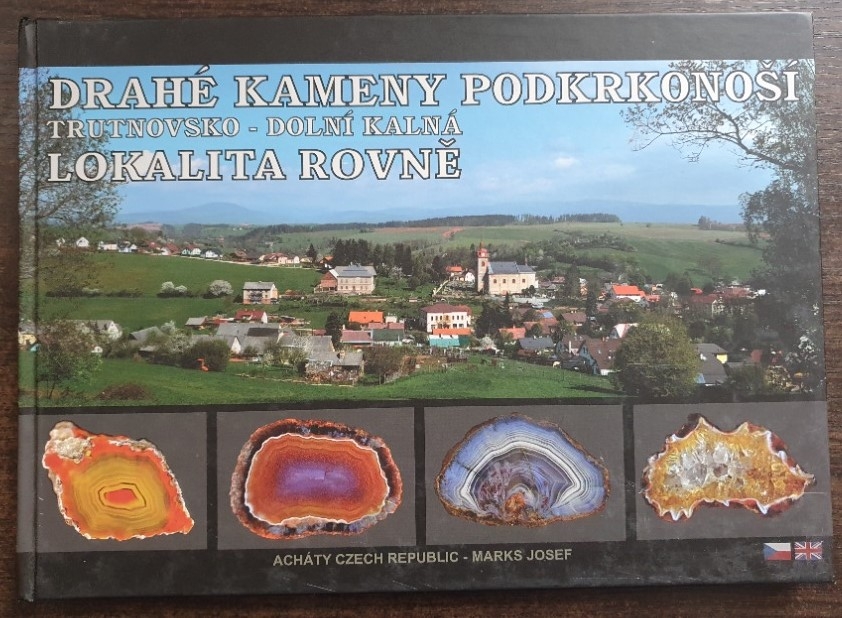 DRAHÉ KAMENY PODKRKONOŠÍ
TRUTNOVSKO - DOLNÍ KALNÁ
LOKALITA ROVNĚ
ACHÁTY CZECH REPUBLIC - MARKS JOSEF